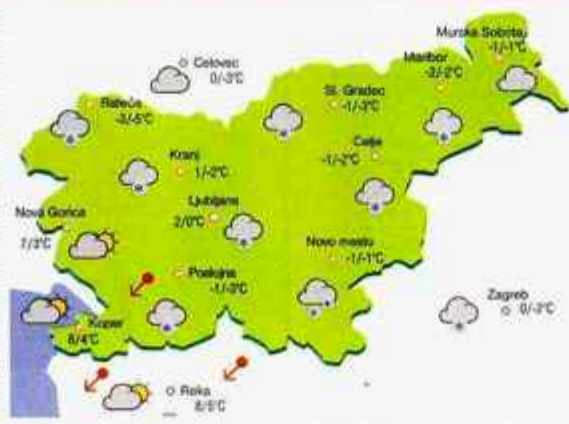 Murska Sobota
-1/-1°C
Maribor
-3/-2°C
Celovec
0/-3°C
Sl. Gradec
-1/-3°C
Rateče
-3/-5°C
Celje
-1/-2°C
Kranj
1/-2°C
Ljubljana
2/0°C
Nova Gorica
7/3°C
Novo mesto
-1/-1°C
Postojna
-1/-3°C
Zagreb
0/-2°C
Koper
8/4°C
Reka
8/5°C